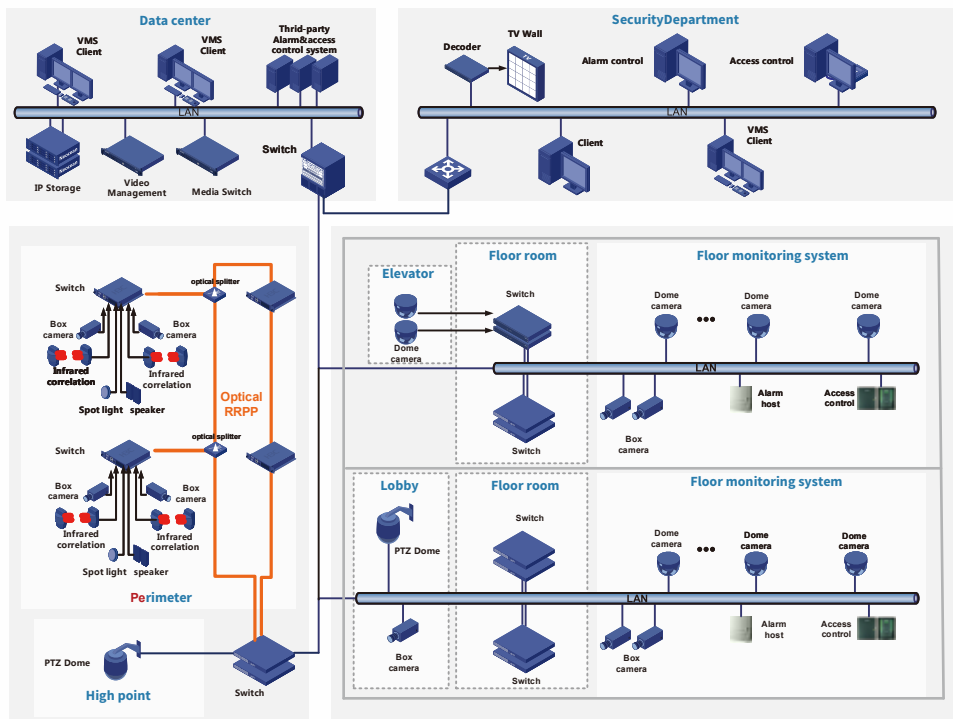 Data center
VMS
Client
VMS
Client
Thrid-party
Alarm&access
control system
LAN
IP Storage
Video
Management
Media Switch
Switch
SecurityDepartment
Decoder
TV Wall
TV
Alarm control
Access control
LAN
Client
VMS
Client
Switch
optical splitter
Box
camera
Box
camera
Infrared
correlation
Infrared
correlation
Spot light
speaker
Optical
RRPP
Switch
optical splitter
Box
camera
Box
camera
Infrared
correlation
Infrared
correlation
Spot light
speaker
Perimeter
PTZ Dome
High point
Switch
Elevator
Dome
camera
Floor room
Switch
Switch
Floor monitoring system
Dome
camera
Dome
camera
Dome
camera
LAN
Box
camera
Alarm
host
Access
control
Lobby
PTZ Dome
Box
camera
Floor room
Switch
Switch
Floor monitoring system
Dome
camera
Dome
camera
Dome
camera
LAN
Box
camera
Alarm
host
Access
control